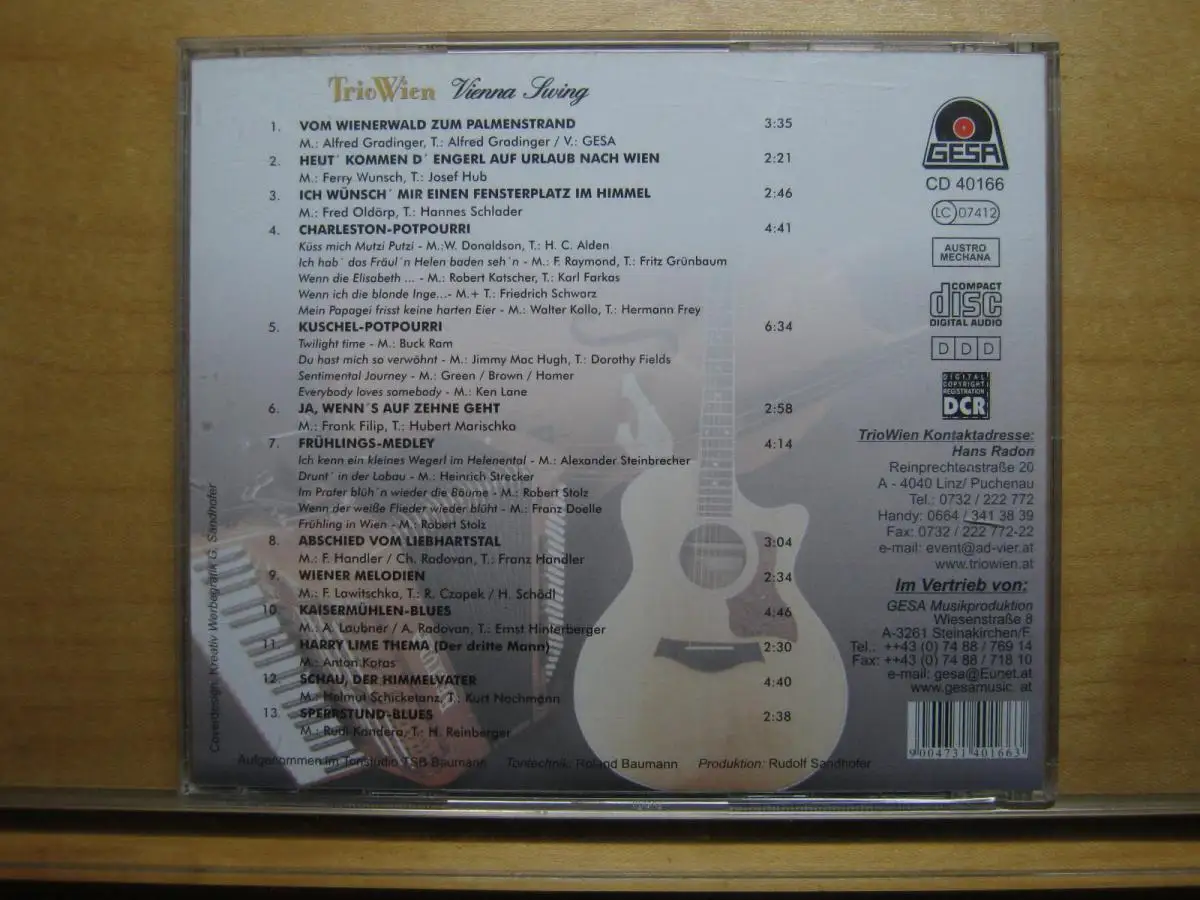 TrioWien Vienna Swing
1. VOM WIENERWALD ZUM PALMENSTRAND 3:35
M.: Alfred Gradinger, T.: Alfred Gradinger / V.: GESA
2. HEUT´ KOMMEN D´ ENGERL AUF URLAUB NACH WIEN 2:21
M.: Ferry Wunsch, T.: Josef Hub
3. ICH WÜNSCH´ MIR EINEN FENSTERPLATZ IM HIMMEL 2:46
M.: Fred Oldörp, T.: Hannes Schlader
4. CHARLESTON-POTPOURRI 4:41
Küss mich Mutzi Putzi - M.:W. Donaldson, T.: H. C. Alden
Ich hab´ das Fräul´n Helen baden seh´n - M.: F. Raymond, T.: Fritz Grünbaum
Wenn die Elisabeth ... - M.: Robert Katscher, T.: Karl Farkas
Wenn ich die blonde Inge...- M.+ T.: Friedrich Schwarz
Mein Papagei frisst keine harten Eier - M.: Walter Kollo, T.: Hermann Frey
5. KUSCHEL-POTPOURRI 6:34
Twilight time - M.: Buck Ram
Du hast mich so verwöhnt - M.: Jimmy Mac Hugh, T.: Dorothy Fields
Sentimental Journey - M.: Green / Brown / Homer
Everybody loves somebody - M.: Ken Lane
6. JA, WENN´S AUF ZEHNE GEHT 2:58
M.: Frank Filip, T.: Hubert Marischka
7. FRÜHLINGS-MEDLEY 4:14
Ich kenn ein kleines Wegerl im Helenental - M.: Alexander Steinbrecher
Drunt´ in der Lobau - M.: Heinrich Strecker
Im Prater blüh´n wieder die Bäume - M.: Robert Stolz
Wenn der weiße Flieder wieder blüht - M.: Franz Doelle
Frühling in Wien - M.: Robert Stolz
8. ABSCHIED VOM LIEBHARTSTAL 3:04
M.: F. Handler / Ch. Radovan, T.: Franz Handler
9. WIENER MELODIEN 2:34
M.: F. Lawitschka, T.: R. Czapek / H. Schödl
10. KAISERMÜHLEN-BLUES 4:46
M.: A. Laubner / A. Radovan, T.: Ernst Hinterberger
11. HARRY LIME THEMA (Der dritte Mann) 2:30
M.: Anton Karas
12. SCHAU, DER HIMMELVATER 4:40
M.: Helmut Schicketanz, T.: Kurt Nachmann
13. SPERRSTUND-BLUES 2:38
M.: Rudi Kandera, T.: H. Reinberger
Aufgenommen im Tonstudio TSB Baumann Tontechnik: Roland Baumann Produktion: Rudolf Sandhofer
Coverdesign: Kreativ Werbegrafik G. Sandhofer
GESA
CD 40166
LC 07412
AUSTRO
MECHANA
COMPACT
disc
DIGITAL AUDIO
D D D
DIGITAL
COPYRIGHT
REGISTRATION
DCR
TrioWien Kontaktadresse:
Hans Radon
Reinprechtenstraße 20
A - 4040 Linz/ Puchenau
Tel.: 0732 / 222 772
Handy: 0664 / 341 38 39
Fax: 0732 / 222 772-22
e-mail: event@ad-vier.at
www.triowien.at
Im Vertrieb von:
GESA Musikproduktion
Wiesenstraße 8
A-3261 Steinakirchen/F.
Tel.: ++43 (0) 74 88 / 769 14
Fax: ++43 (0) 74 88 / 718 10
e-mail: gesa@Eunet.at
www.gesamusic. at
9 004731 401663